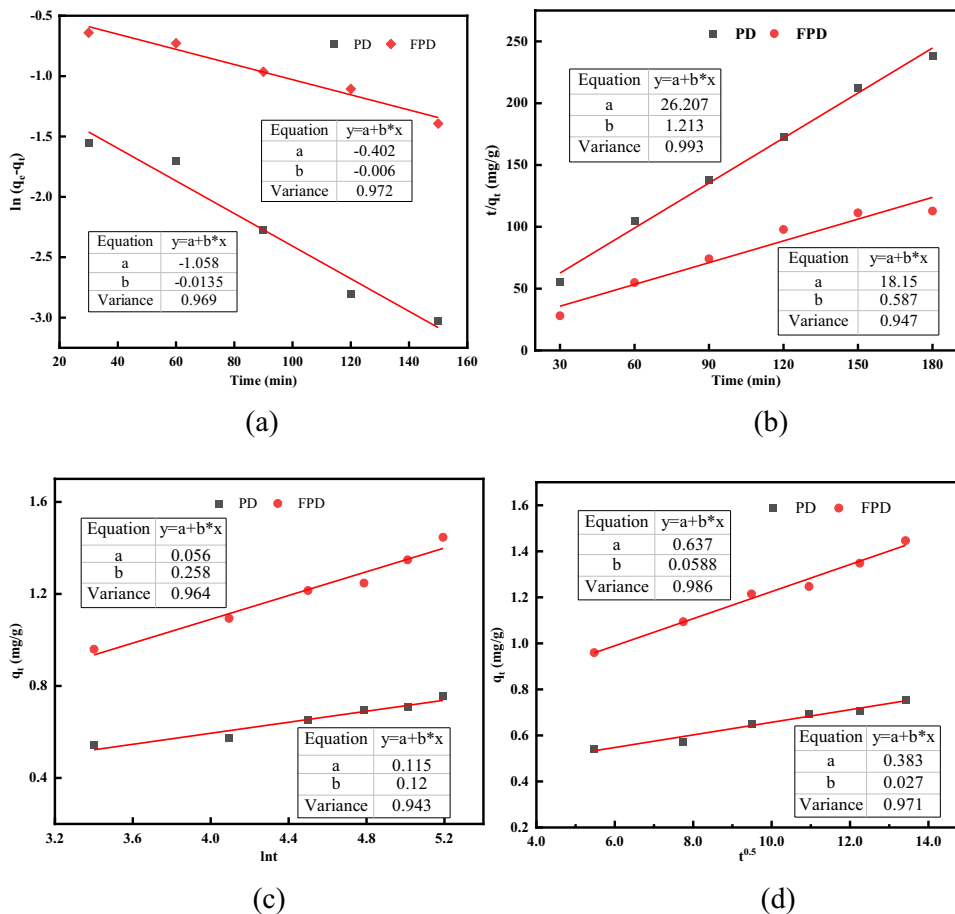 -0.5
-1.0
-1.5
-2.0
-2.5
-3.0
ln (qe-qt)
PD FPD
Equation y=a+b*x
a -0.402
b -0.006
Variance 0.972
Equation y=a+b*x
a -1.058
b -0.0135
Variance 0.969
20 40 60 80 100 120 140 160
Time (min)
(a)
250
200
150
100
50
0
t/qt (mg/g)
PD FPD
Equation y=a+b*x
a 26.207
b 1.213
Variance 0.993
Equation y=a+b*x
a 18.15
b 0.587
Variance 0.947
30 60 90 120 150 180
Time (min)
(b)
1.6
1.2
0.8
0.4
qt (mg/g)
PD FPD
Equation y=a+b*x
a 0.056
b 0.258
Variance 0.964
Equation y=a+b*x
a 0.115
b 0.12
Variance 0.943
3.2 3.6 4.0 4.4 4.8 5.2
lnt
(c)
1.6
1.4
1.2
1.0
0.8
0.6
0.4
0.2
qt (mg/g)
PD FPD
Equation y=a+b*x
a 0.637
b 0.0588
Variance 0.986
Equation y=a+b*x
a 0.383
b 0.027
Variance 0.971
4.0 6.0 8.0 10.0 12.0 14.0
t0.5
(d)